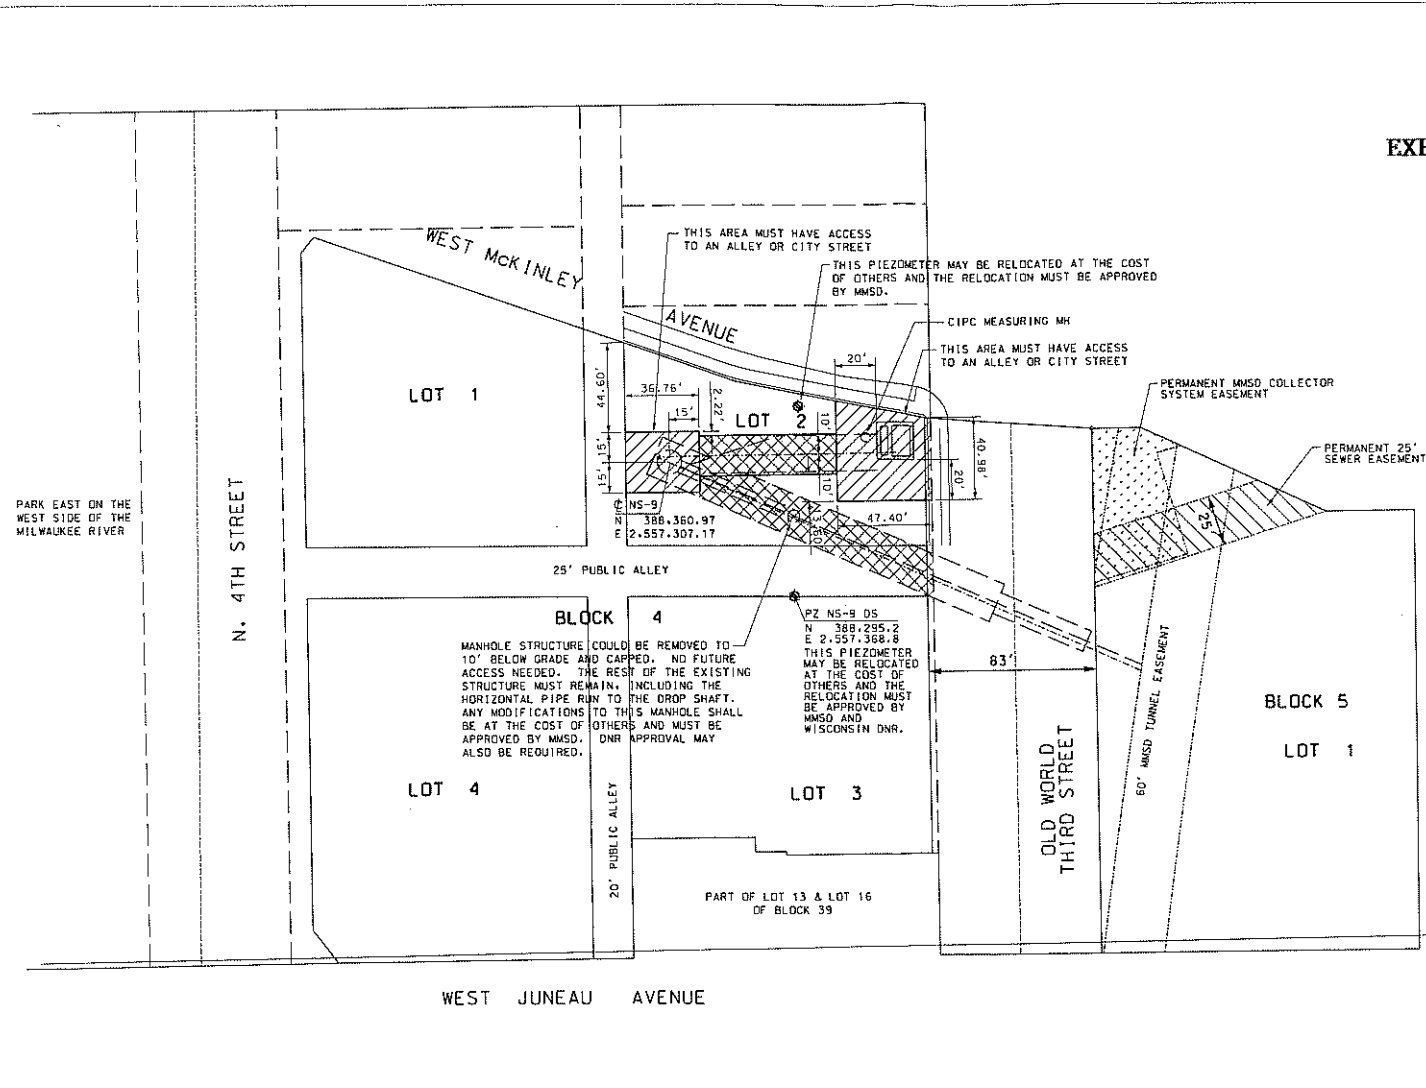 EXH
WEST McKINLEY
AVENUE
THIS AREA MUST HAVE ACCESS
TO AN ALLEY OR CITY STREET
THIS PIEZOMETER MAY BE RELOCATED AT THE COST
OF OTHERS AND THE RELOCATION MUST BE APPROVED
BY MMSD.
CIPC MEASURING MH
THIS AREA MUST HAVE ACCESS
TO AN ALLEY OR CITY STREET
PERMANENT MMSD COLLECTOR
SYSTEM EASEMENT
PERMANENT 25'
SEWER EASEMENT
LOT 1
LOT 2
44.60'
36.76'
15'
2.22'
20'
10'
15'
15'
10'
40.98'
20'
47.40'
25'
NS-9
N 388.360.97
E 2.557.307.17
PARK EAST ON THE
WEST SIDE OF THE
MILWAUKEE RIVER
N. 4TH STREET
25' PUBLIC ALLEY
BLOCK 4
MANHOLE STRUCTURE COULD BE REMOVED TO
10' BELOW GRADE AND CAPPED. NO FUTURE
ACCESS NEEDED. THE REST OF THE EXISTING
STRUCTURE MUST REMAIN, INCLUDING THE
HORIZONTAL PIPE RUN TO THE DROP SHAFT.
ANY MODIFICATIONS TO THIS MANHOLE SHALL
BE AT THE COST OF OTHERS AND MUST BE
APPROVED BY MMSD. DNR APPROVAL MAY
ALSO BE REQUIRED.
PZ NS-9 DS
N 388.295.2
E 2.557.368.8
THIS PIEZOMETER
MAY BE RELOCATED
AT THE COST OF
OTHERS AND THE
RELOCATION MUST
BE APPROVED BY
MMSD AND
WISCONSIN DNR.
83'
60' MMSD TUNNEL EASEMENT
BLOCK 5
LOT 1
OLD WORLD
THIRD STREET
LOT 4
LOT 3
20' PUBLIC ALLEY
PART OF LOT 13 & LOT 16
OF BLOCK 39
WEST JUNEAU AVENUE